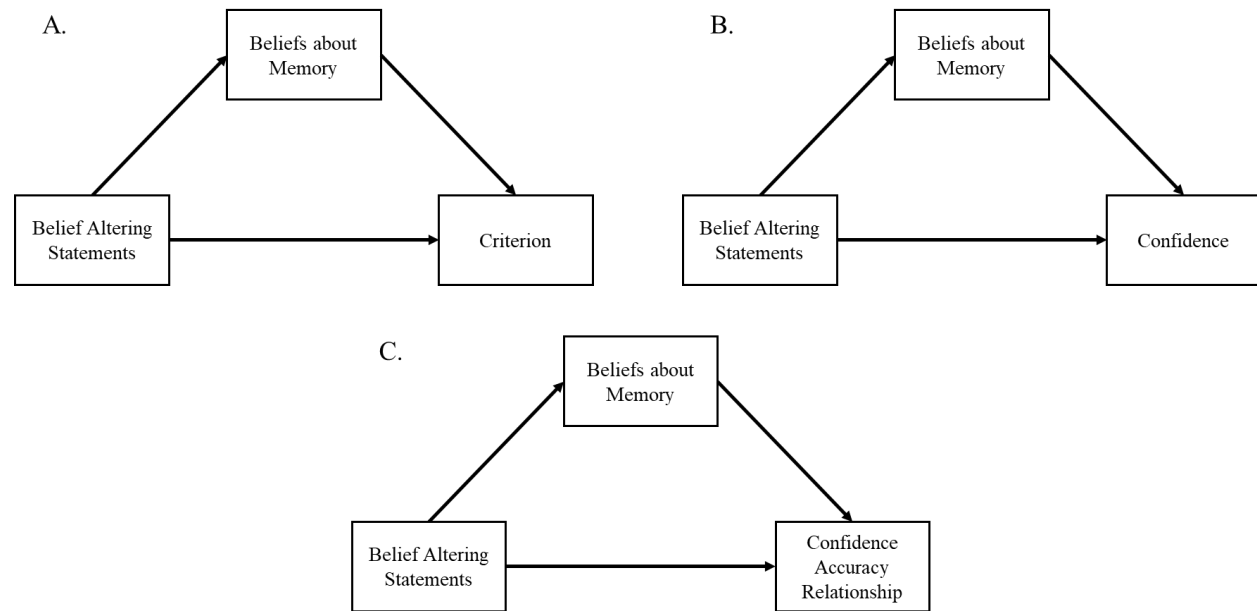 A.
Beliefs about
Memory
Belief Altering
Statements
Criterion
B.
Beliefs about
Memory
Belief Altering
Statements
Confidence
C.
Beliefs about
Memory
Belief Altering
Statements
Confidence
Accuracy
Relationship